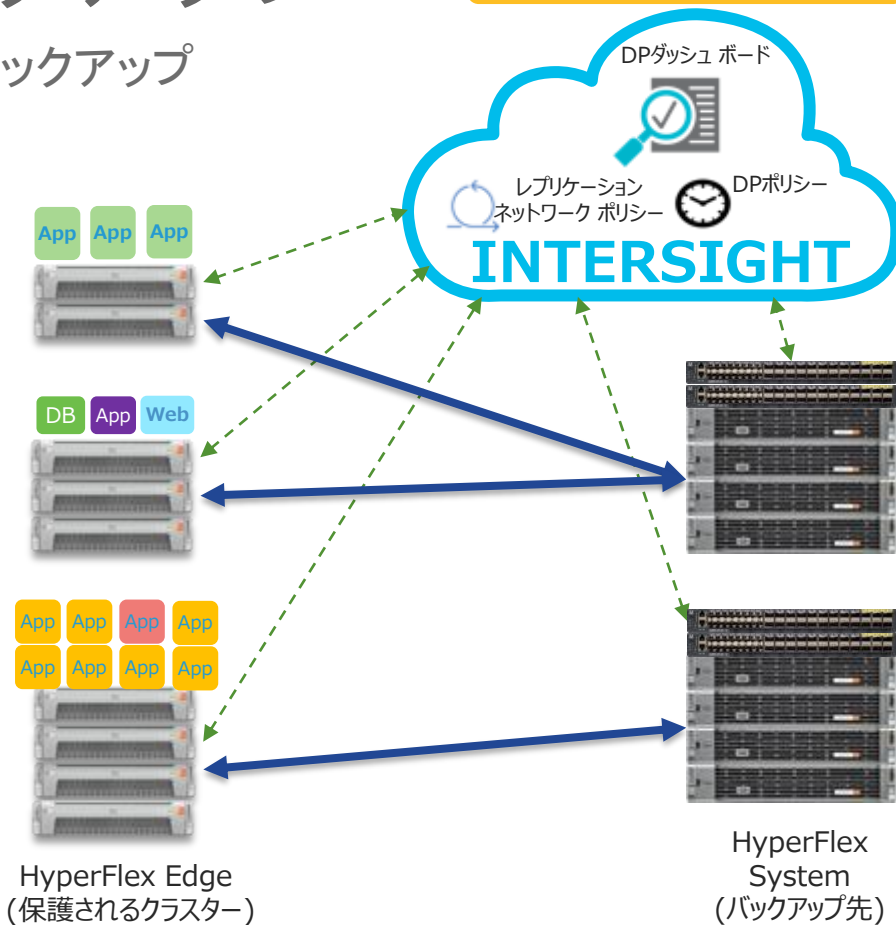 ックアップ
DPダッシュ ボード
レプリケーション
ネットワーク ポリシー
DPポリシー
INTERSIGHT
App App App
DB App Web
App App App App
App App App App
HyperFlex Edge
(保護されるクラスター)
HyperFlex
System
(バックアップ先)